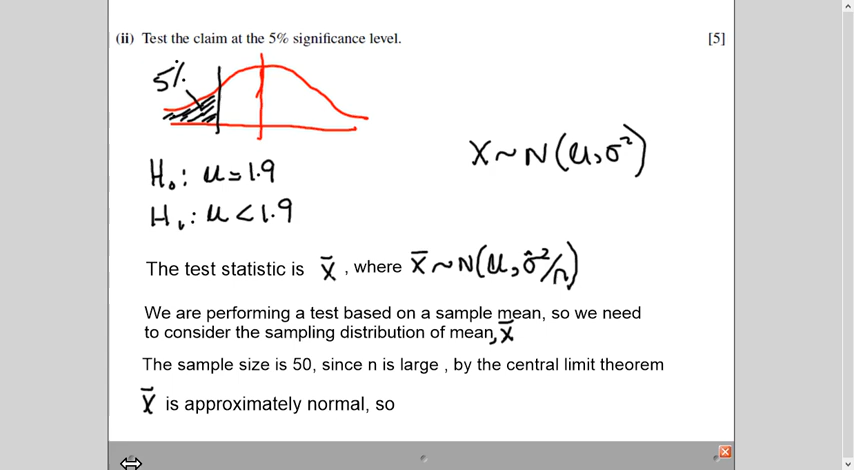 (ii) Test the claim at the 5% significance level. [5]
5%
X~N(μ,σ²)
H₀: μ=1.9
H₁: μ<1.9
The test statistic is X̄, where X̄~N(μ,σ̂²/n)
We are performing a test based on a sample mean, so we need
to consider the sampling distribution of mean, X̄
The sample size is 50, since n is large , by the central limit theorem
X̄ is approximately normal, so